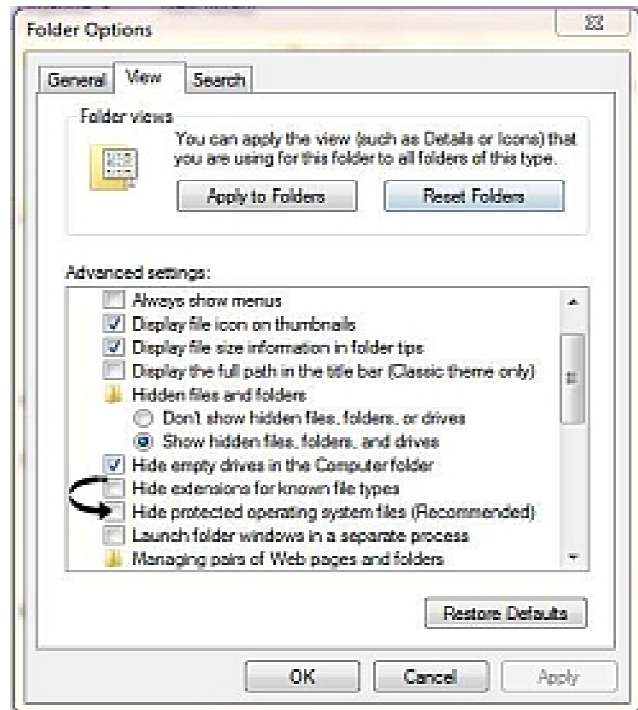 Folder Options
General View Search
Folder views
You can apply the view (such as Details or Icons) that
you are using for this folder to all folders of this type.
Apply to Folders Reset Folders
Advanced settings:
Always show menus
Display file icon on thumbnails
Display file size information in folder tips
Display the full path in the title bar (Classic theme only)
Hidden files and folders
Don't show hidden files, folders, or drives
Show hidden files, folders, and drives
Hide empty drives in the Computer folder
Hide extensions for known file types
Hide protected operating system files (Recommended)
Launch folder windows in a separate process
Managing pairs of Web pages and folders
Restore Defaults
OK Cancel Apply